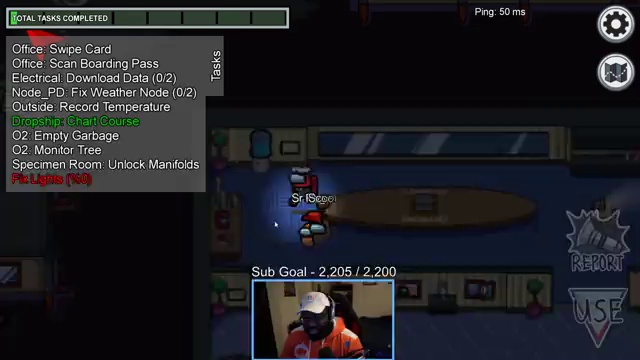 Ping: 50 ms
TOTAL TASKS COMPLETED
Tasks
Office: Swipe Card
Office: Scan Boarding Pass
Electrical: Download Data (0/2)
Node_PD: Fix Weather Node (0/2)
Outside: Record Temperature
Dropship: Chart Course
O2: Empty Garbage
O2: Monitor Tree
Specimen Room: Unlock Manifolds
Fix Lights (%0)
REPORT
Sub Goal - 2,205 / 2,200
USE